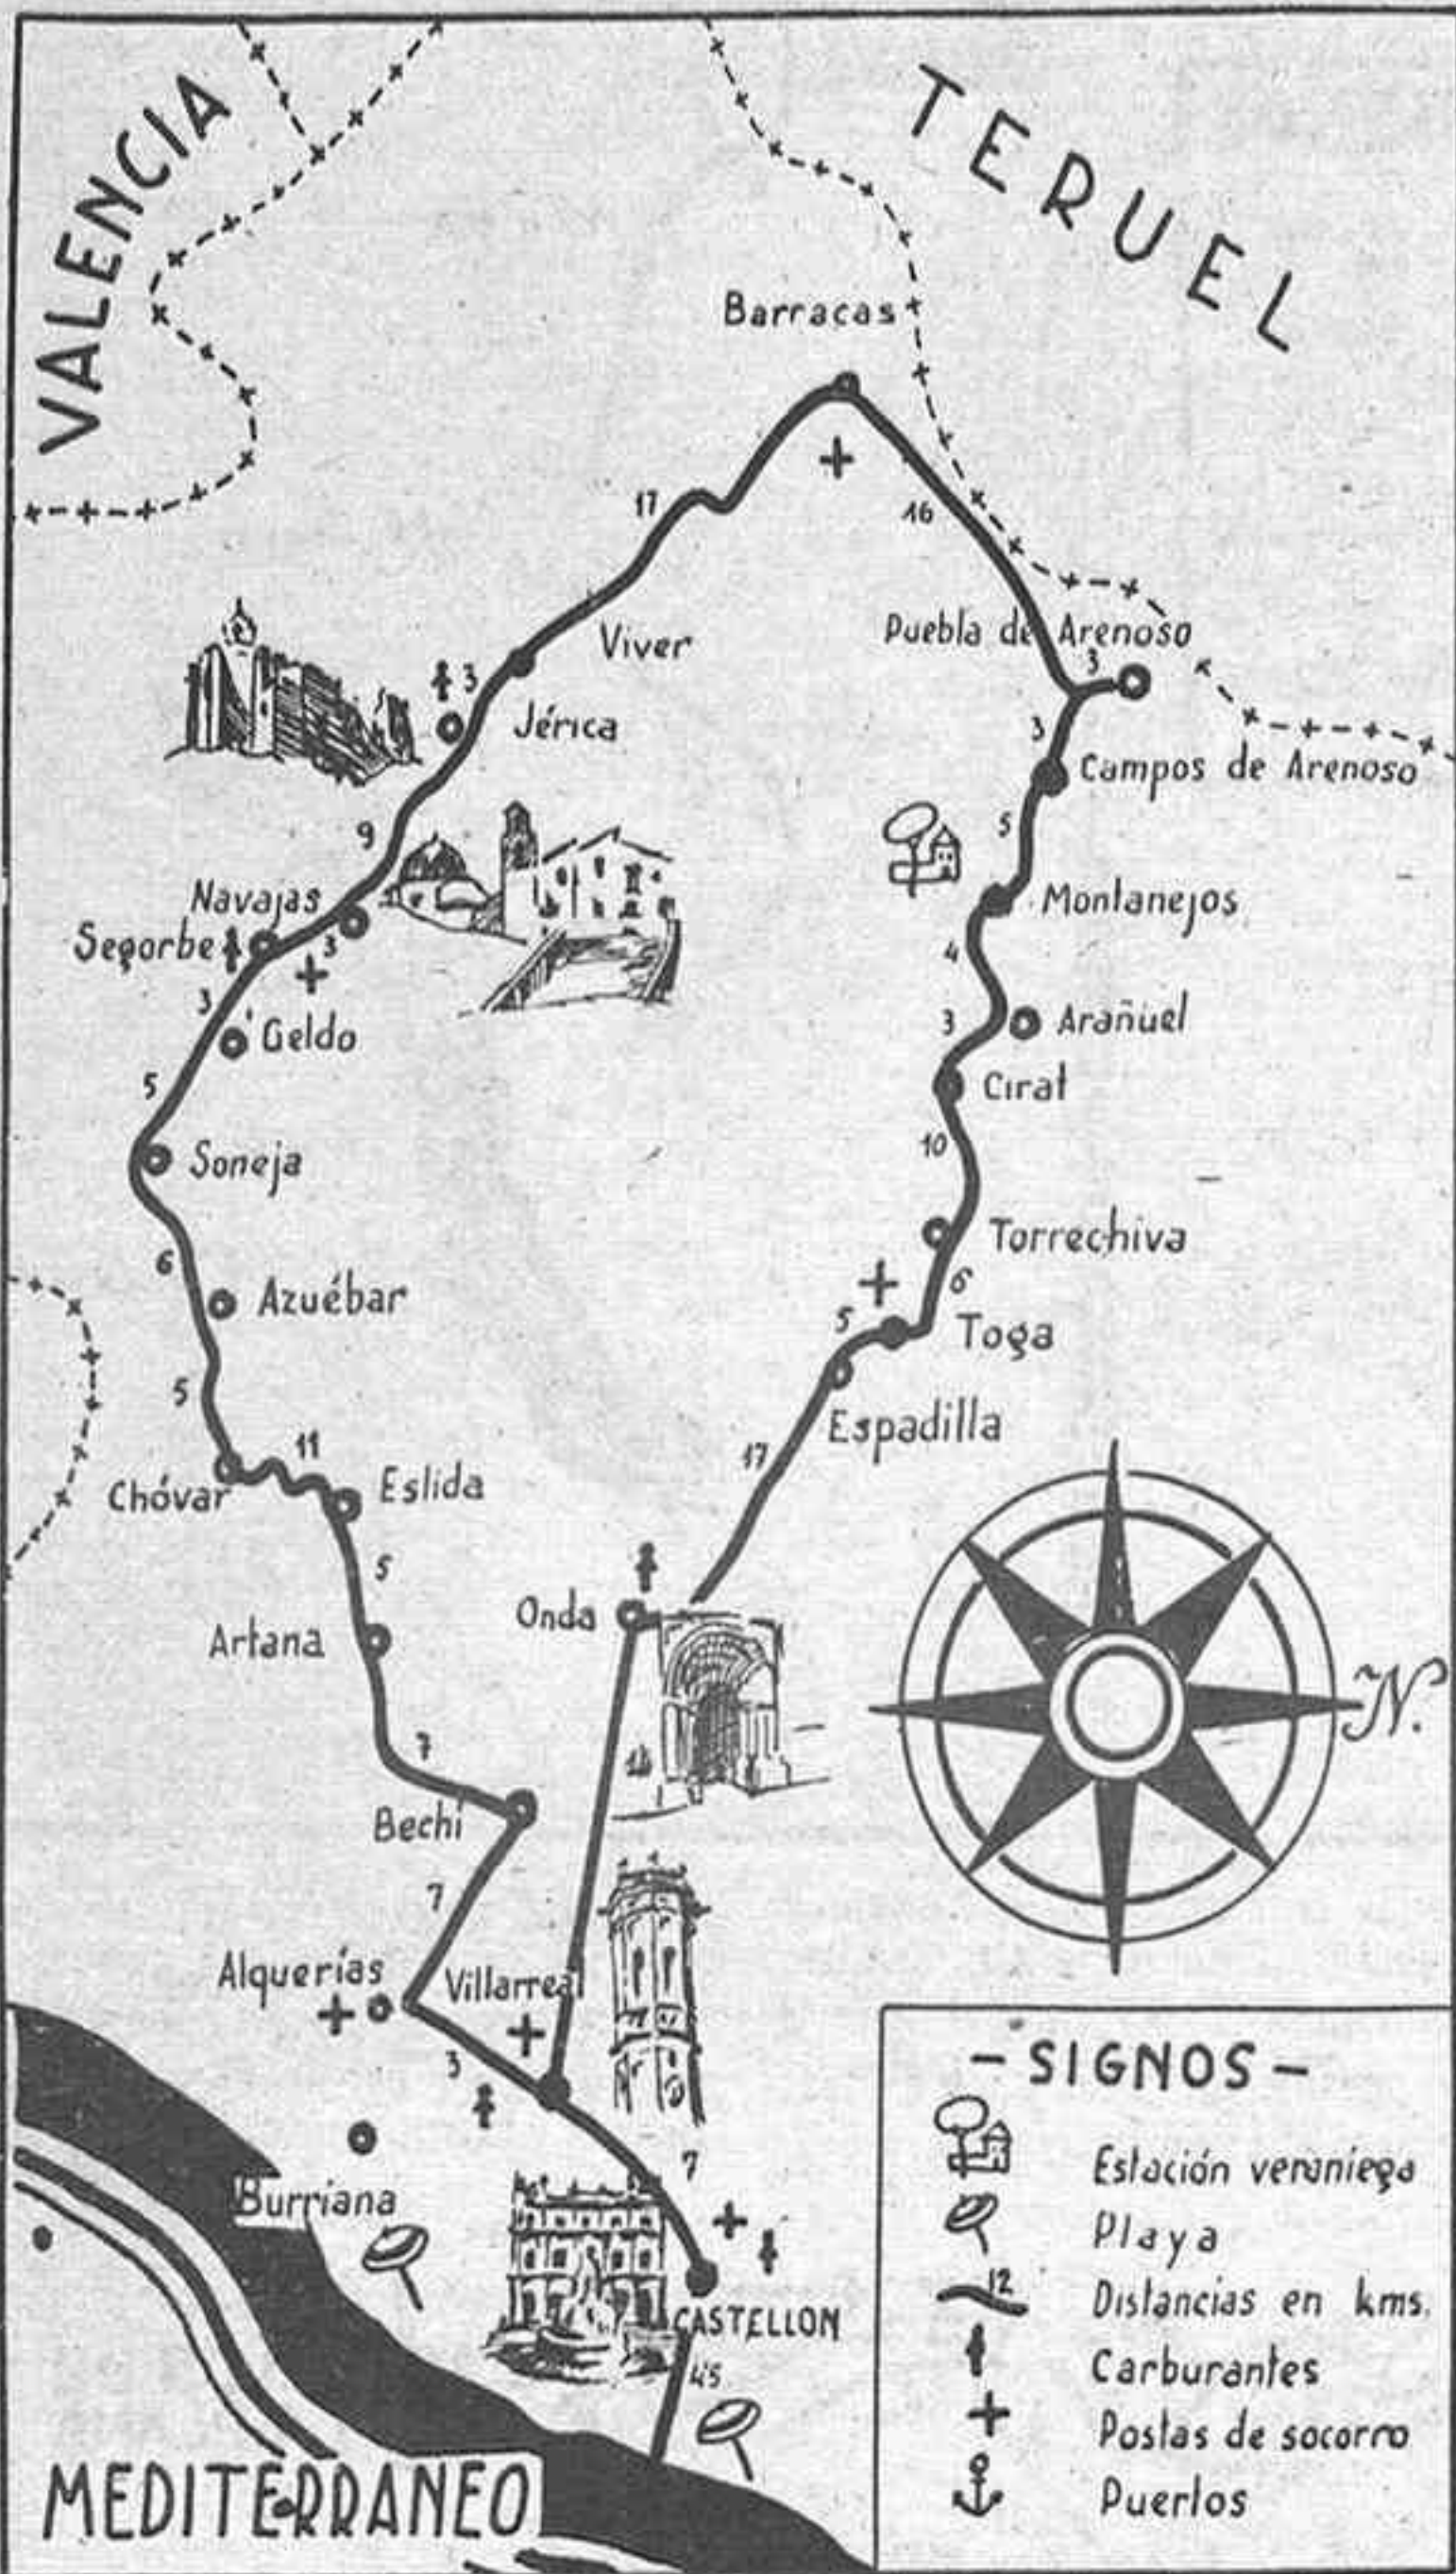 VALENCIA
TERUEL
Barracas
17
16
Viver
Puebla de Arenoso
3
3
Jérica
3
Campos de Arenoso
9
5
Navajas
Montanejos
Segorbe
3
4
3
Geldo
Arañuel
3
Cirat
5
10
Soneja
Torrechiva
6
6
Azuébar
5
Toga
5
Espadilla
11
17
Chóvar
Eslida
5
Onda
Artana
7
14
Bechi
7
N.
Alquerías
Villarreal
3
7
Burriana
CASTELLON
4'5
MEDITERRANEO
- SIGNOS -
Estación veraniega
Playa
12
Distancias en kms.
Carburantes
Postas de socorro
Puertos